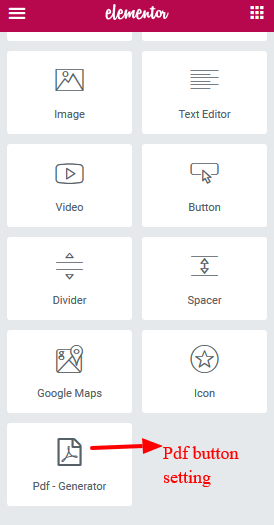 elementor
Image
Text Editor
Video
Button
Divider
Spacer
Google Maps
Icon
Pdf - Generator
Pdf button
setting